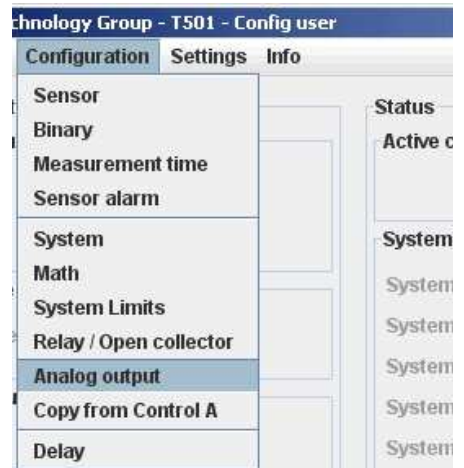 chnology Group - T501 - Config user
Configuration Settings Info
Sensor
Binary
Measurement time
Sensor alarm
System
Math
System Limits
Relay / Open collector
Analog output
Copy from Control A
Delay
Status
Active c
System
System
System
System
System
System